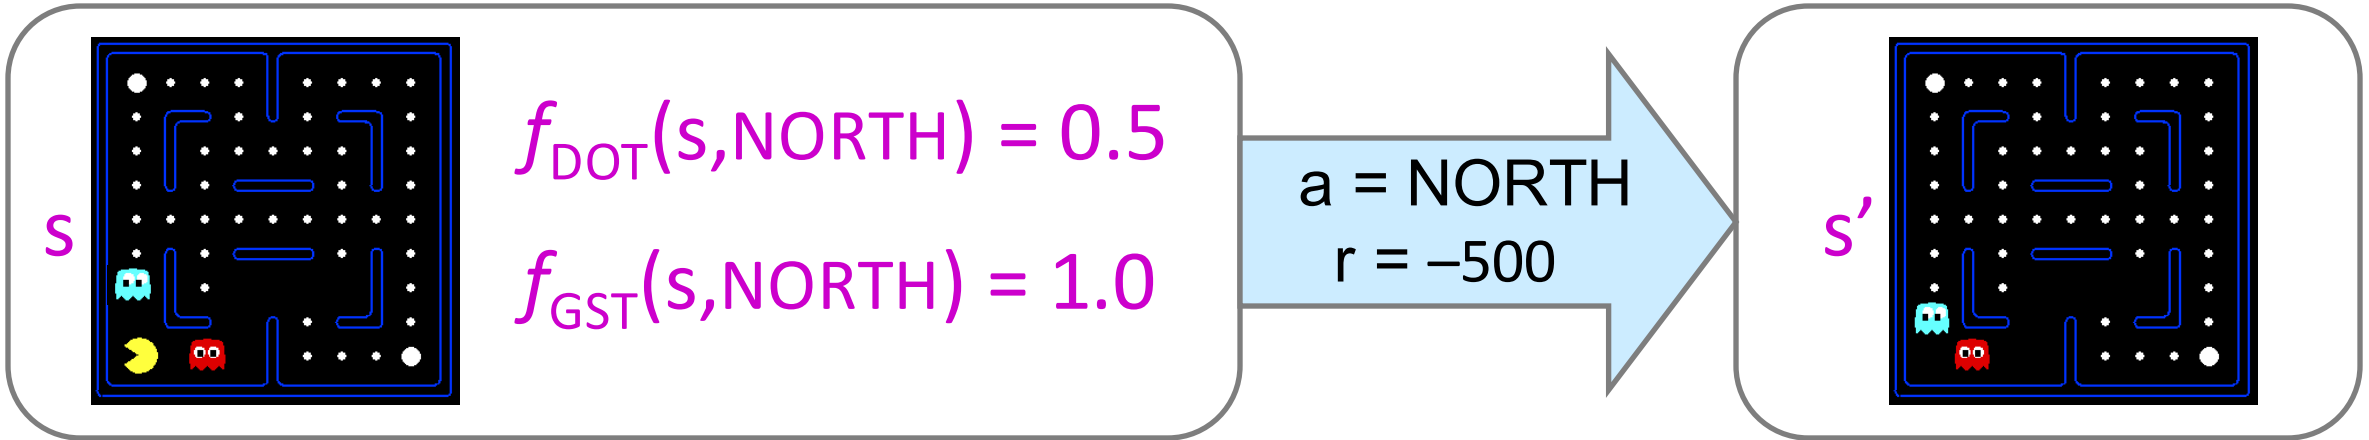 s
f_DOT(s,NORTH) = 0.5
f_GST(s,NORTH) = 1.0
a = NORTH
r = –500
s’